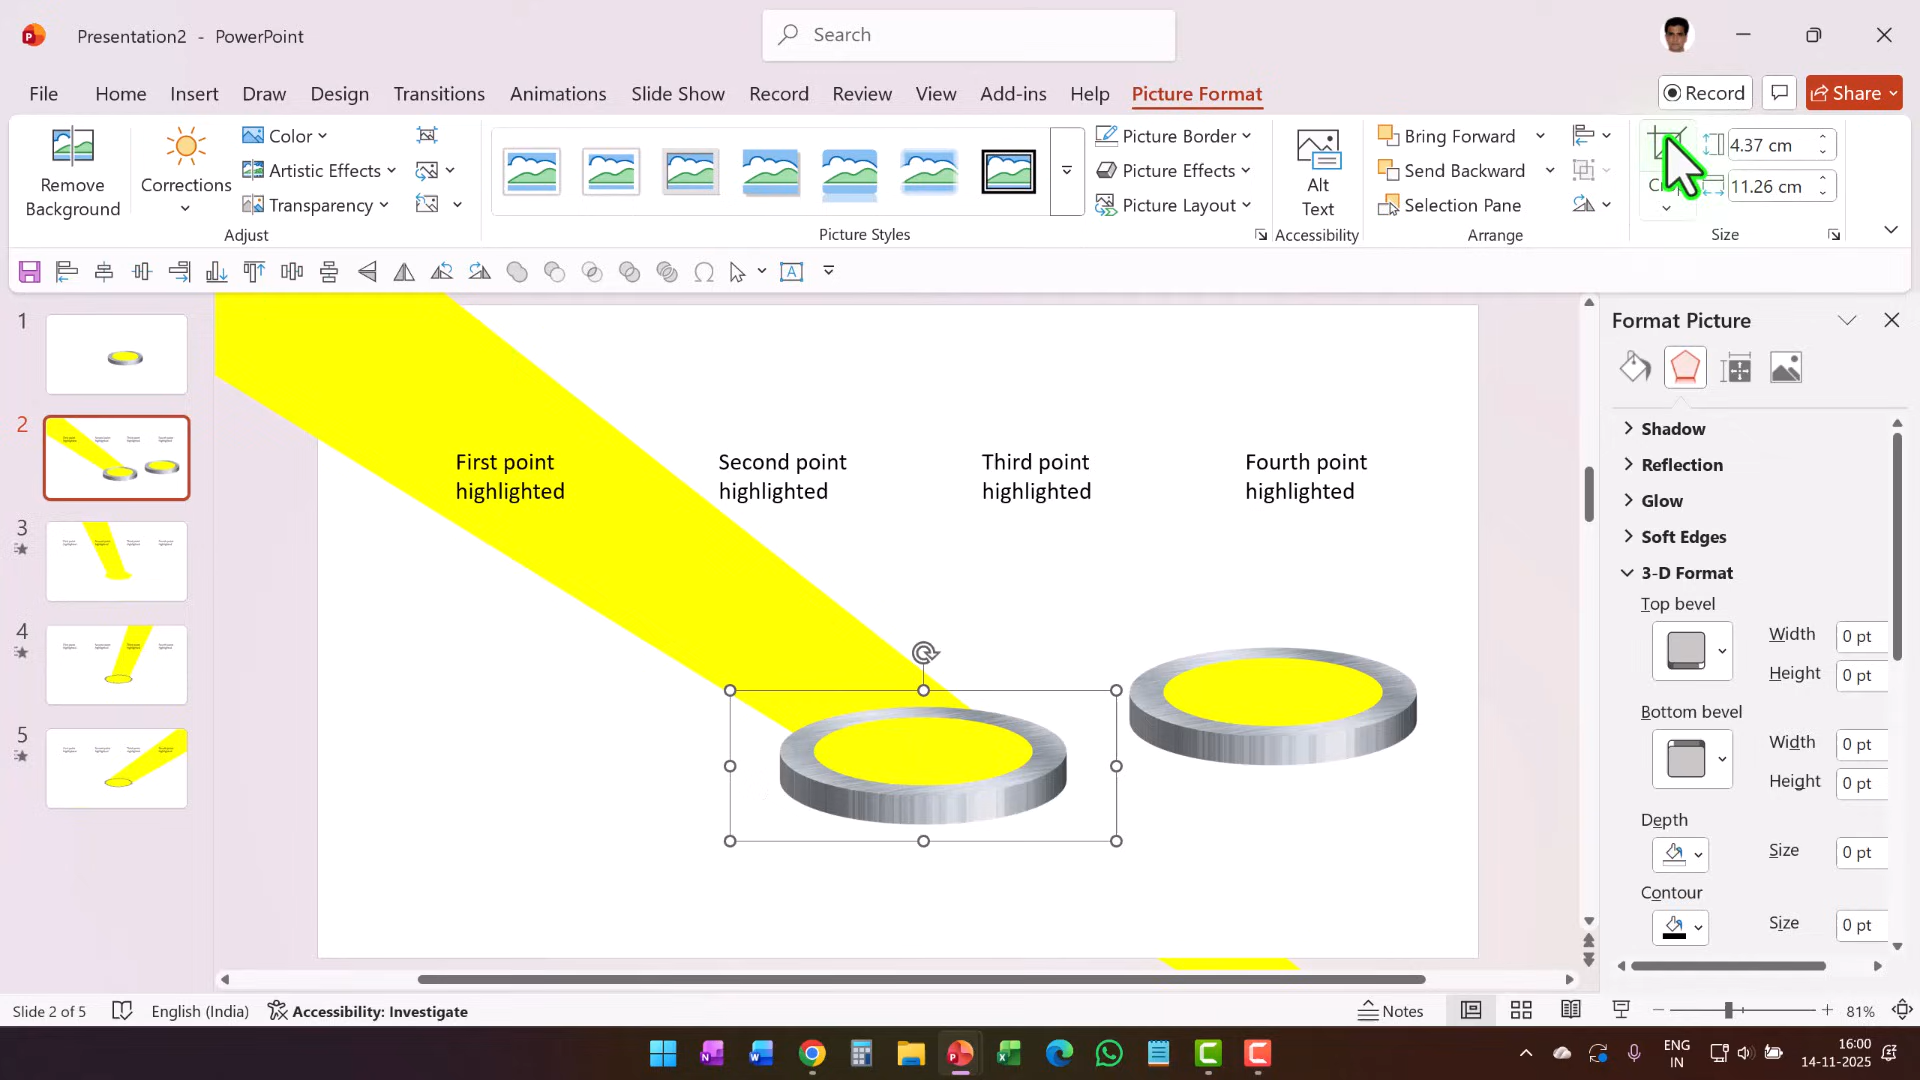 Presentation2 - PowerPoint
Search
File Home Insert Draw Design Transitions Animations Slide Show Record Review View Add-ins Help Picture Format
Record
Share
Remove
Background
Corrections
Color
Artistic Effects
Transparency
Adjust
Picture Styles
Picture Border
Picture Effects
Picture Layout
Alt
Text
Accessibility
Bring Forward
Send Backward
Selection Pane
Arrange
4.37 cm
11.26 cm
Size
1
2
3
4
5
First point
highlighted
Second point
highlighted
Third point
highlighted
Fourth point
highlighted
Format Picture
Shadow
Reflection
Glow
Soft Edges
3-D Format
Top bevel
Width 0 pt
Height 0 pt
Bottom bevel
Width 0 pt
Height 0 pt
Depth
Size 0 pt
Contour
Size 0 pt
Slide 2 of 5
English (India)
Accessibility: Investigate
Notes
81%
ENG
IN
16:00
14-11-2025